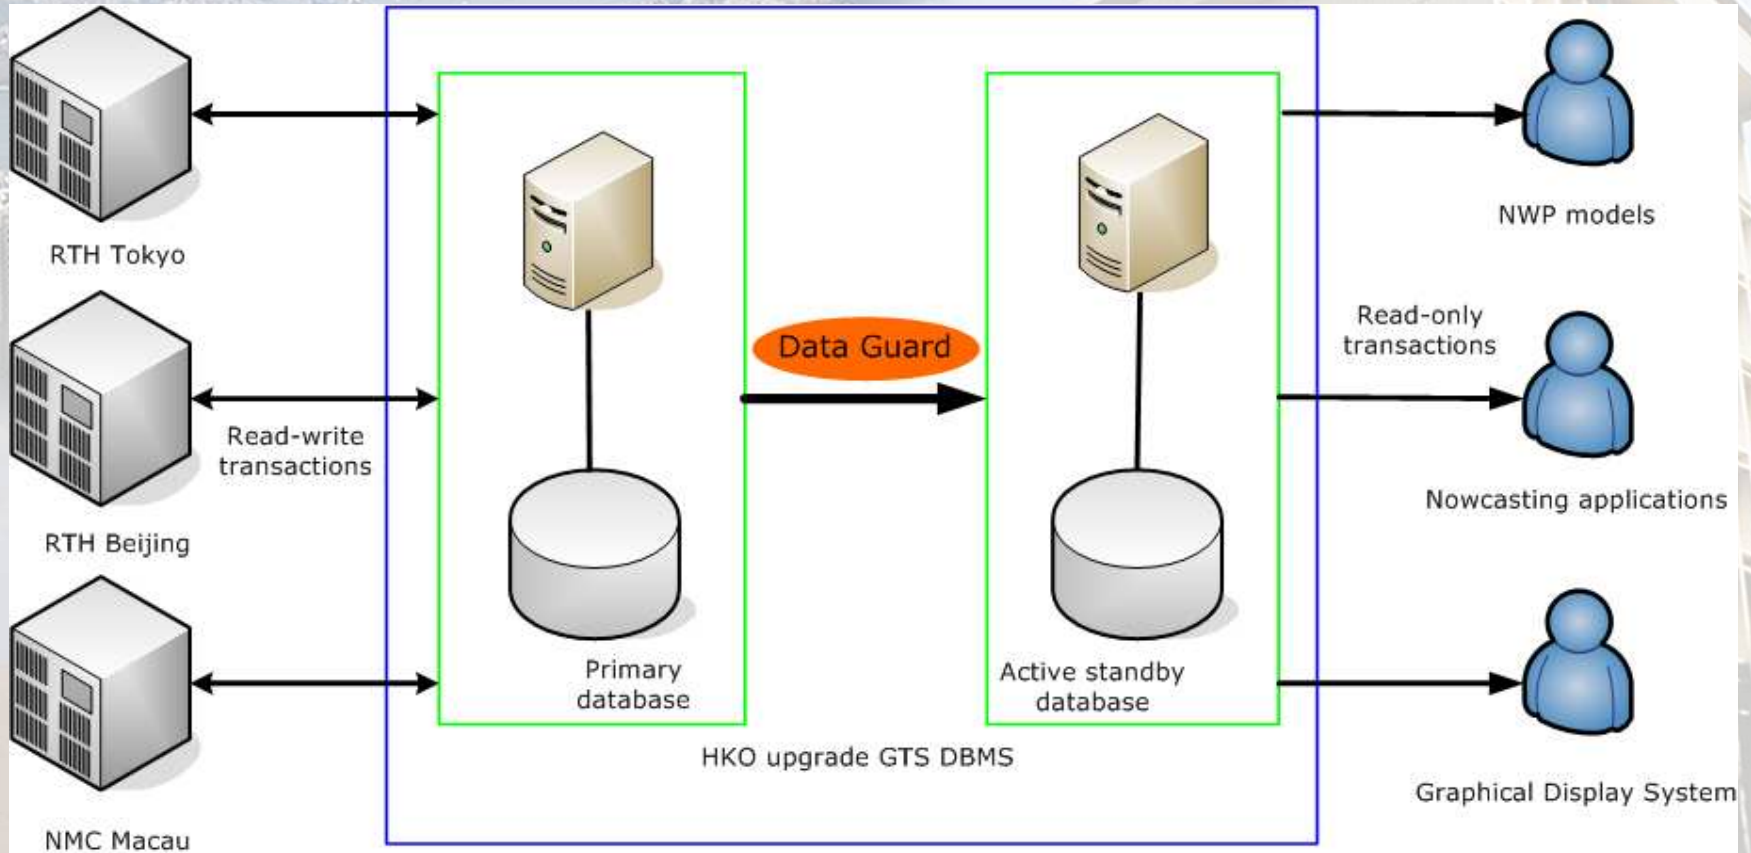 RTH Tokyo
RTH Beijing
NMC Macau
Read-write
transactions
Primary
database
Data Guard
Active standby
database
HKO upgrade GTS DBMS
Read-only
transactions
NWP models
Nowcasting applications
Graphical Display System